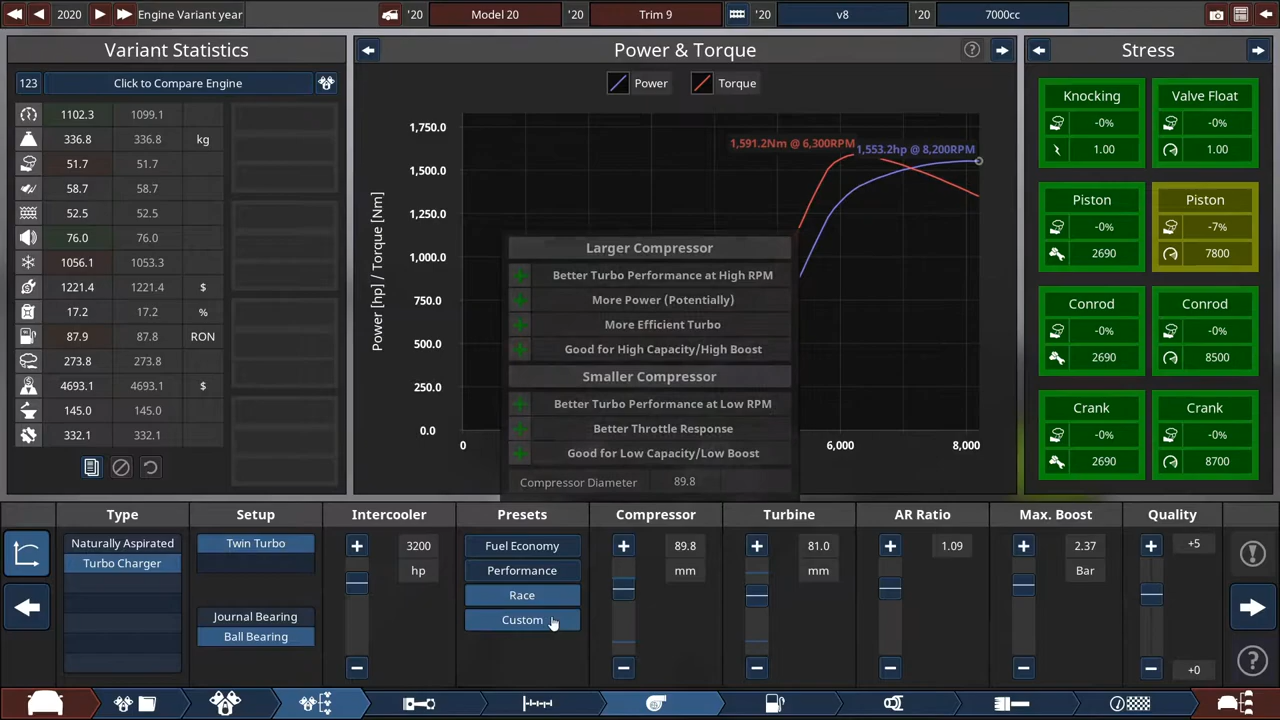 2020 Engine Variant year '20 Model 20 '20 Trim 9 '20 v8 '20 7000cc
Variant Statistics
123 Click to Compare Engine
1102.3 1099.1
336.8 336.8 kg
51.7 51.7
58.7 58.7
52.5 52.5
76.0 76.0
1056.1 1053.3
1221.4 1221.4 $
17.2 17.2 %
87.9 87.8 RON
273.8 273.8
4693.1 4693.1 $
145.0 145.0
332.1 332.1
Power & Torque ?
Power Torque
Power [hp] / Torque [Nm]
1,750.0
1,500.0
1,250.0
1,000.0
750.0
500.0
250.0
0.0
0 6,000 8,000
1,591.2Nm @ 6,300RPM 1,553.2hp @ 8,200RPM
Larger Compressor
Better Turbo Performance at High RPM
More Power (Potentially)
More Efficient Turbo
Good for High Capacity/High Boost
Smaller Compressor
Better Turbo Performance at Low RPM
Better Throttle Response
Good for Low Capacity/Low Boost
Compressor Diameter 89.8
Stress
Knocking Valve Float
-0% -0%
1.00 1.00
Piston Piston
-0% -7%
2690 7800
Conrod Conrod
-0% -0%
2690 8500
Crank Crank
-0% -0%
2690 8700
Type
Naturally Aspirated
Turbo Charger
Setup
Twin Turbo
Journal Bearing
Ball Bearing
Intercooler
3200
hp
Presets
Fuel Economy
Performance
Race
Custom
Compressor
89.8
mm
Turbine
81.0
mm
AR Ratio
1.09
Max. Boost
2.37
Bar
Quality
+5
+0
?